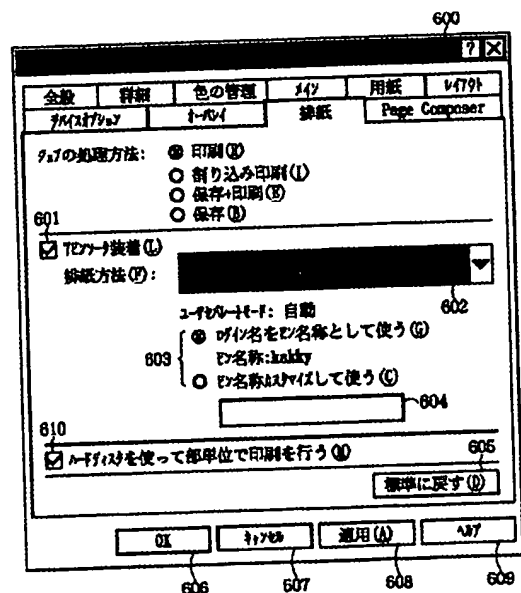 600
? X
全般 詳細 色の管理 メイン 用紙 レイアウト
デバイスオプション オーバレイ 排紙 Page Composer
ジョブの処理方法: 印刷(R)
割り込み印刷(I)
保存+印刷(E)
保存(B)
601
ビンソータ装着(L)
排紙方法(F):
602
ユーザセパレートモード: 自動
ログイン名をビン名称として使う(G)
603
ビン名称:kakky
ビン名称カスタマイズして使う(C)
604
610
ハードディスクを使って部単位で印刷を行う
605
標準に戻す(D)
OK キャンセル 適用(A) ヘルプ
606 607 608 609